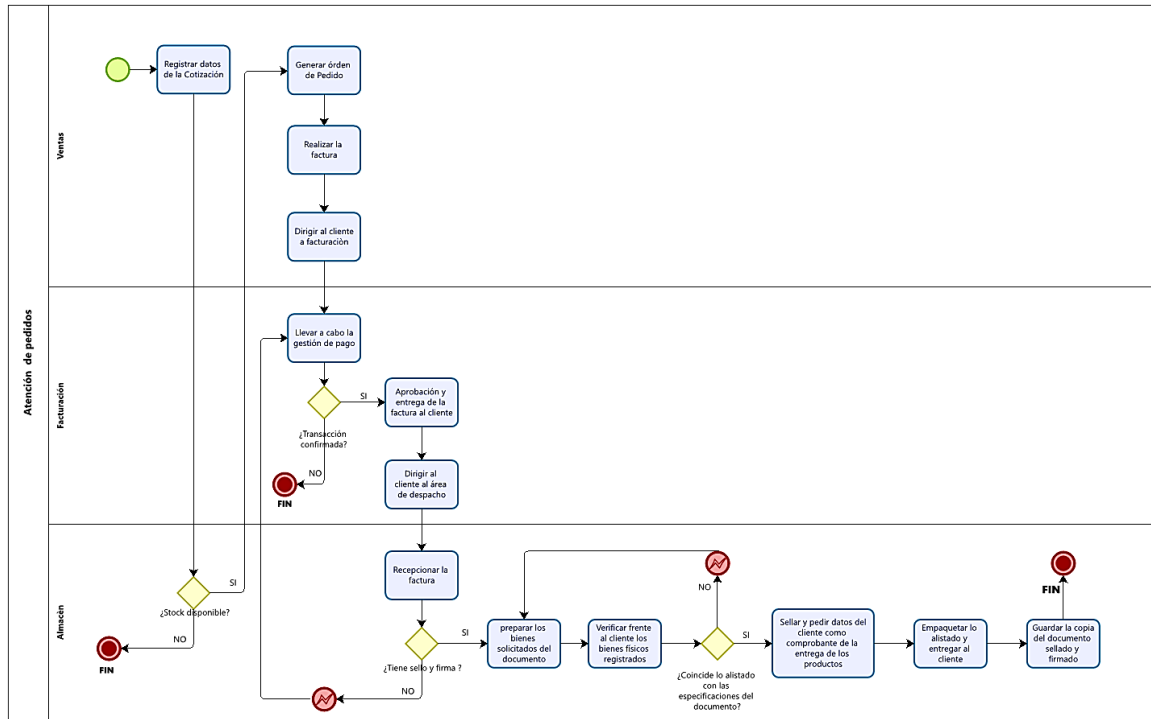 Atención de pedidos
Ventas
Registrar datos
de la Cotización
Generar órden
de Pedido
Realizar la
factura
Dirigir al cliente
a facturaciòn
Facturación
Llevar a cabo la
gestión de pago
¿Transacción
confirmada?
SI
NO
FIN
Aprobación y
entrega de la
factura al cliente
Dirigir al
cliente al área
de despacho
Almacèn
¿Stock disponible?
SI
NO
FIN
Recepcionar la
factura
¿Tiene sello y firma ?
SI
NO
preparar los
bienes
solicitados del
documento
Verificar frente
al cliente los
bienes físicos
registrados
NO
SI
¿Coincide lo alistado
con las
especificaciones del
documento?
Sellar y pedir datos del
cliente como
comprobante de la
entrega de los
productos
Empaquetar lo
alistado y
entregar al
cliente
Guardar la copia
del documento
sellado y
firmado
FIN